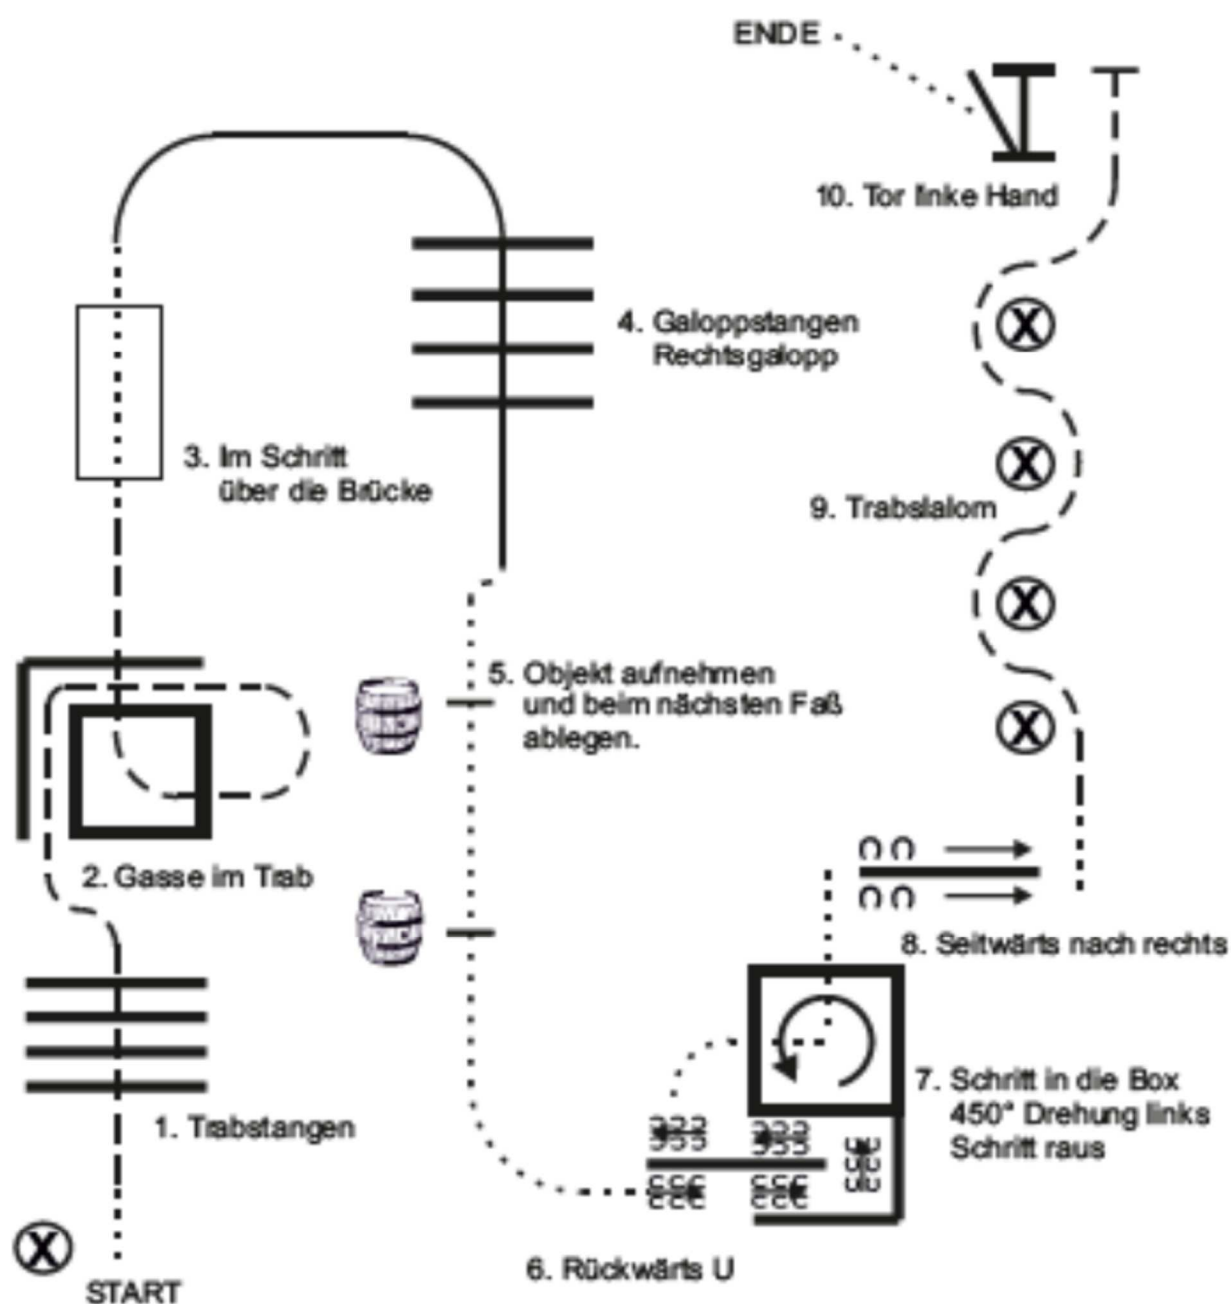 ENDE
10. Tor linke Hand
4. Galoppstangen
Rechtsgalopp
X
3. Im Schritt
über die Brücke
X
9. Trabslalom
X
5. Objekt aufnehmen
und beim nächsten Faß
ablegen.
X
2. Gasse im Trab
8. Seitwärts nach rechts
7. Schritt in die Box
450° Drehung links
Schritt raus
1. Trabstangen
X
6. Rückwärts U
START